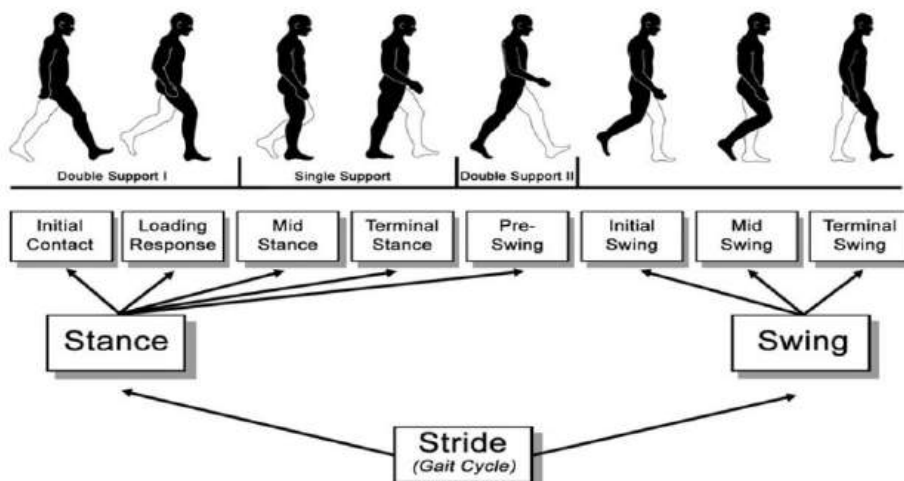 Double Support I
Single Support
Double Support II
Initial
Contact
Loading
Response
Mid
Stance
Terminal
Stance
Pre-
Swing
Initial
Swing
Mid
Swing
Terminal
Swing
Stance
Swing
Stride
(Gait Cycle)